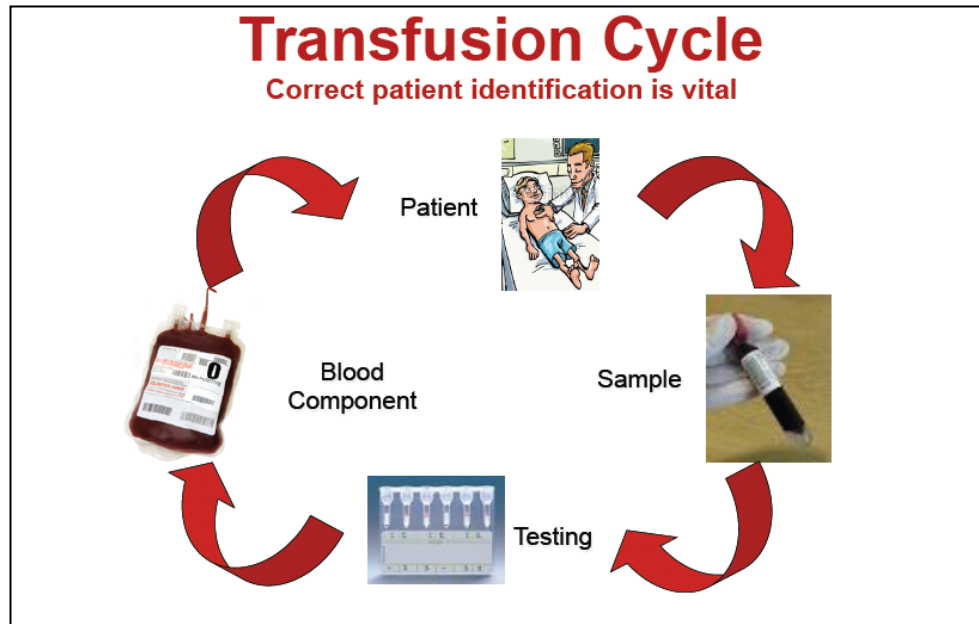 Transfusion Cycle
Correct patient identification is vital
Patient
Blood
Component
Sample
O
Testing